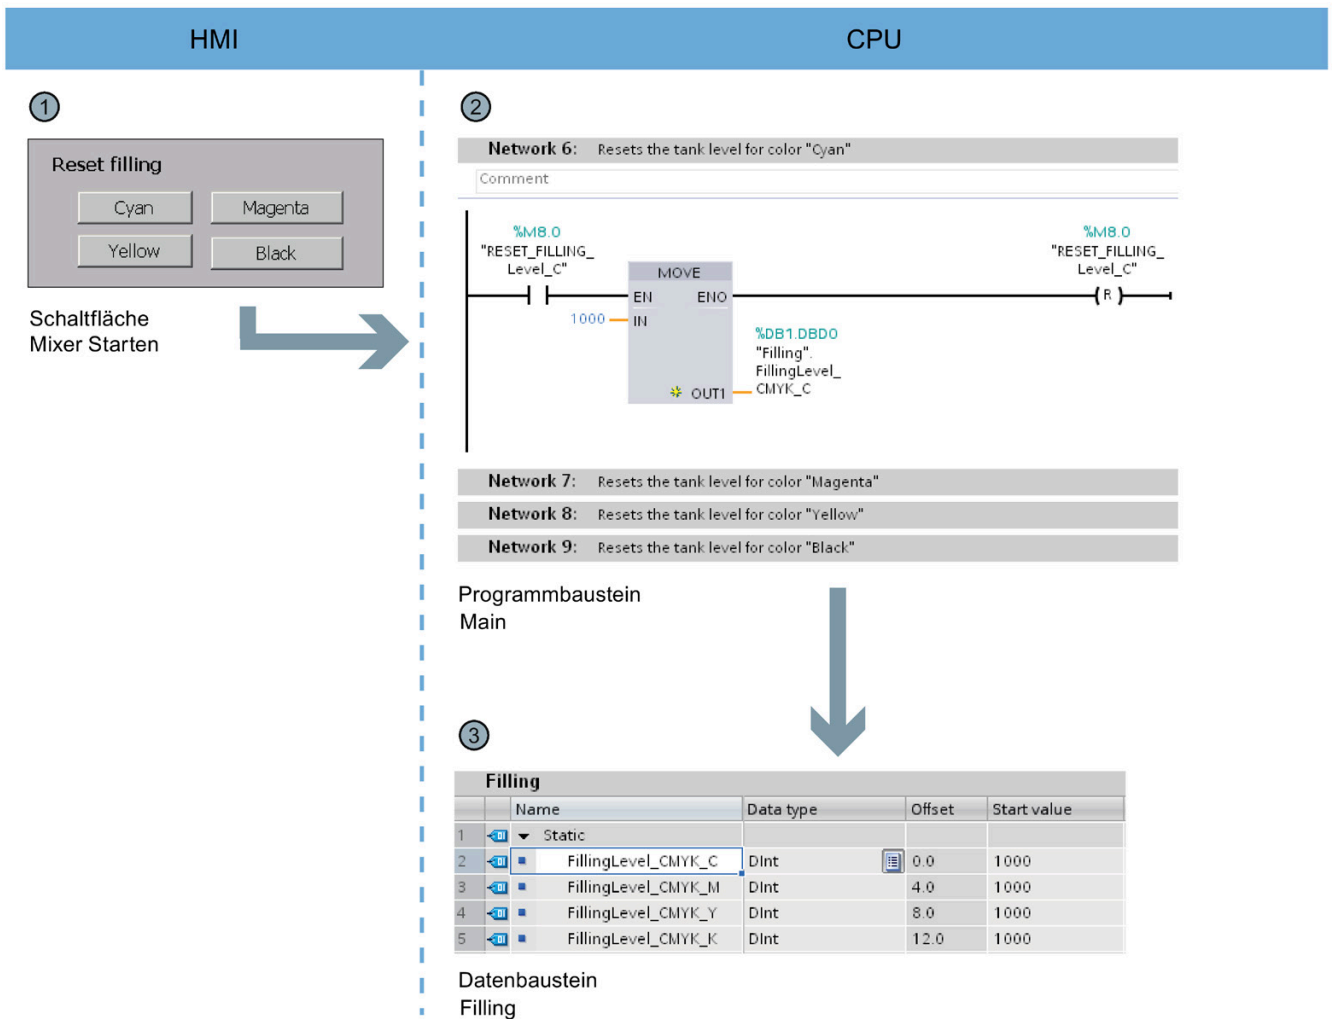 HMI
CPU
1
Reset filling
Cyan
Magenta
Yellow
Black
Schaltfläche
Mixer Starten
2
Network 6: Resets the tank level for color "Cyan"
Comment
%M8.0
"RESET_FILLING_
Level_C"
MOVE
EN
ENO
1000
IN
OUT1
%DB1.DBD0
"Filling".
FillingLevel_
CMYK_C
%M8.0
"RESET_FILLING_
Level_C"
R
Network 7: Resets the tank level for color "Magenta"
Network 8: Resets the tank level for color "Yellow"
Network 9: Resets the tank level for color "Black"
Programmbaustein
Main
3
Filling
Name Data type Offset Start value
1 Static
2 FillingLevel_CMYK_C DInt 0.0 1000
3 FillingLevel_CMYK_M DInt 4.0 1000
4 FillingLevel_CMYK_Y DInt 8.0 1000
5 FillingLevel_CMYK_K DInt 12.0 1000
Datenbaustein
Filling